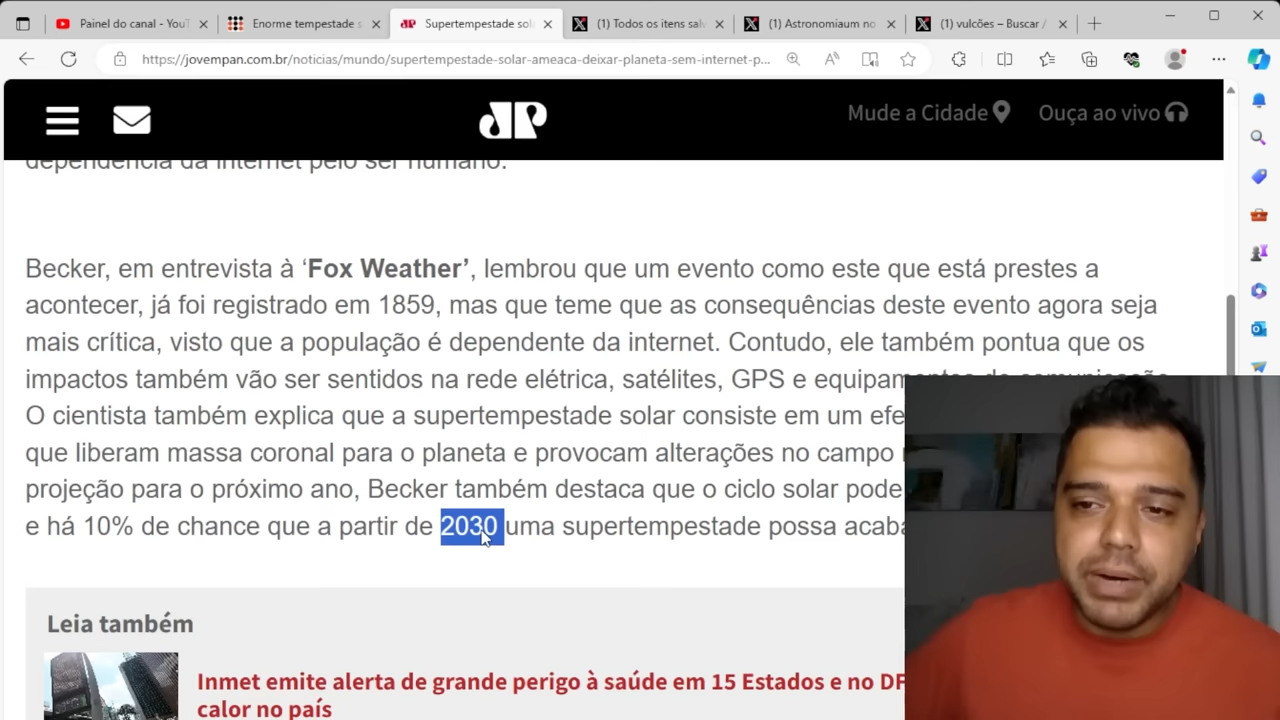 Painel do canal - YouT
Enorme tempestade s
Supertempestade sol
(1) Todos os itens sal
(1) Astronomiaum no
(1) vulcões – Buscar /
https://jovempan.com.br/noticias/mundo/supertempestade-solar-ameaca-deixar-planeta-sem-internet-p...
JP
Mude a Cidade
Ouça ao vivo
dependência da internet pelo ser humano.
Becker, em entrevista à ‘Fox Weather’, lembrou que um evento como este que está prestes a
acontecer, já foi registrado em 1859, mas que teme que as consequências deste evento agora seja
mais crítica, visto que a população é dependente da internet. Contudo, ele também pontua que os
impactos também vão ser sentidos na rede elétrica, satélites, GPS e
O cientista também explica que a supertempestade solar consiste em um
que liberam massa coronal para o planeta e provocam alterações no campo
projeção para o próximo ano, Becker também destaca que o ciclo solar pode
e há 10% de chance que a partir de 2030 uma supertempestade possa
Leia também
Inmet emite alerta de grande perigo à saúde em 15 Estados e no DF
calor no país